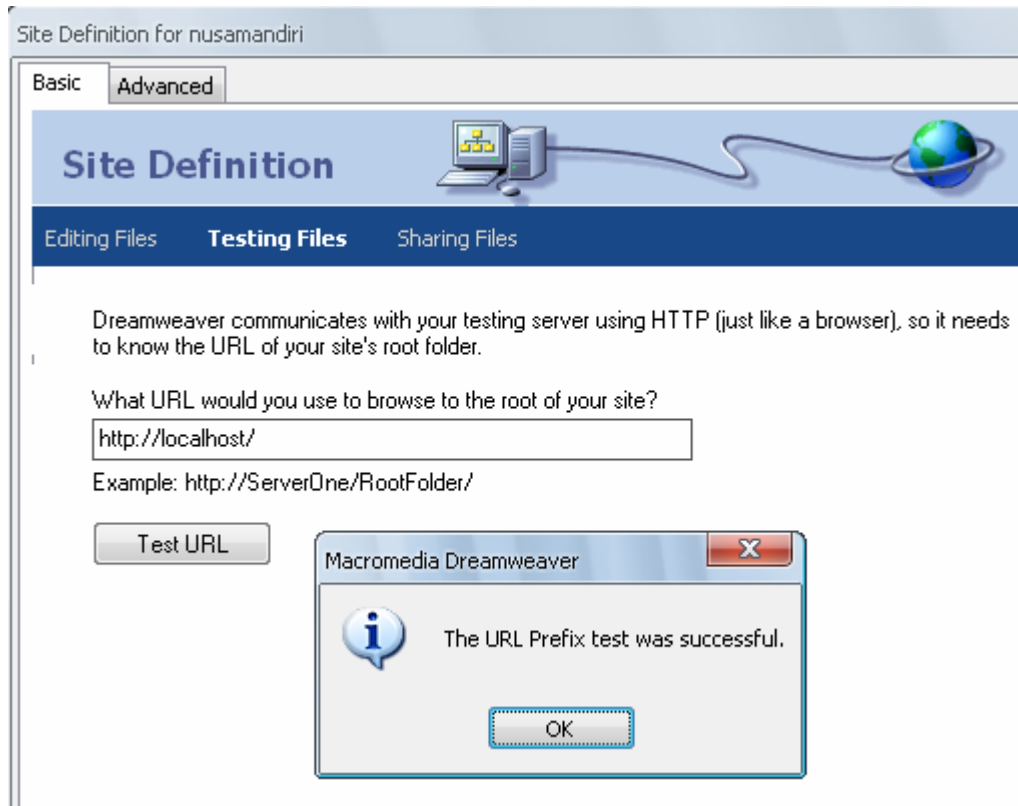 Site Definition for nusamandiri
Basic Advanced
Site Definition
Editing Files Testing Files Sharing Files
Dreamweaver communicates with your testing server using HTTP (just like a browser), so it needs
to know the URL of your site's root folder.
What URL would you use to browse to the root of your site?
http://localhost/
Example: http://ServerOne/RootFolder/
Test URL
Macromedia Dreamweaver
The URL Prefix test was successful.
OK